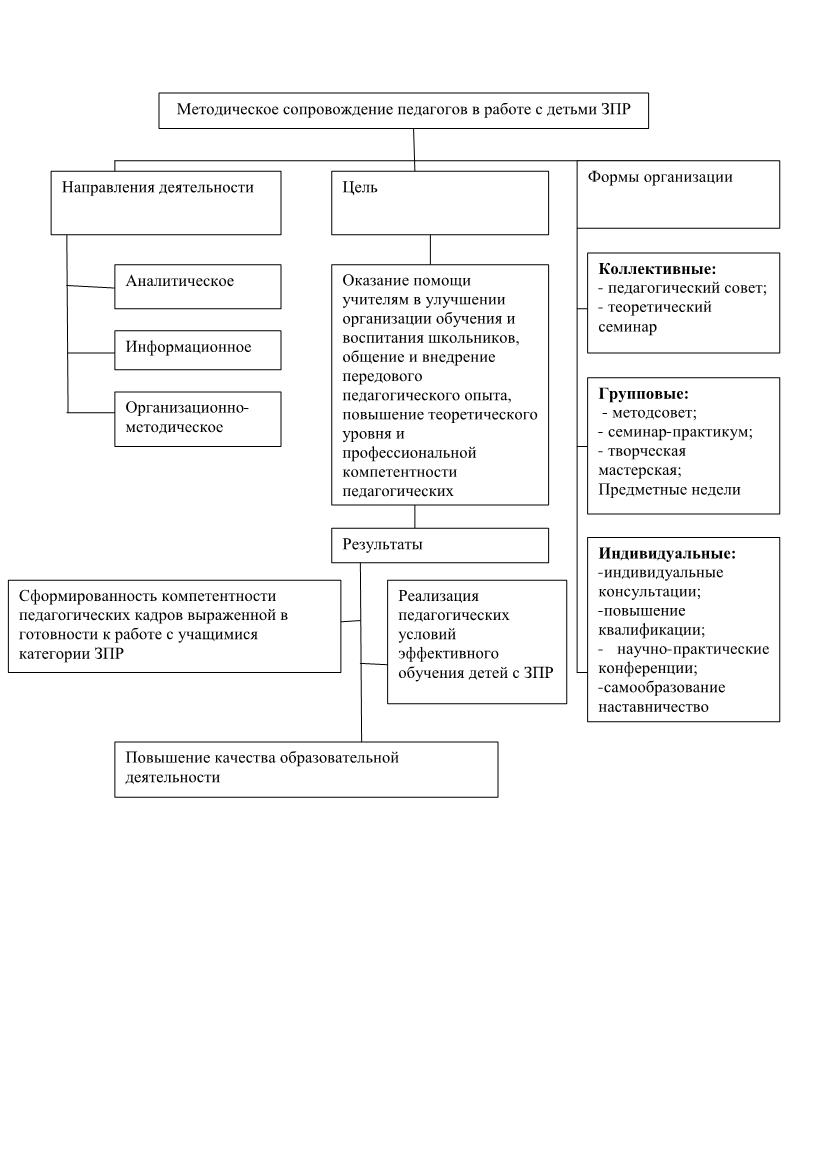 Методическое сопровождение педагогов в работе с детьми ЗПР
Направления деятельности
Аналитическое
Информационное
Организационно-
методическое
Цель
Оказание помощи
учителям в улучшении
организации обучения и
воспитания школьников,
общение и внедрение
передового
педагогического опыта,
повышение теоретического
уровня и
профессиональной
компетентности
педагогических
Результаты
Сформированность компетентности
педагогических кадров выраженной в
готовности к работе с учащимися
категории ЗПР
Реализация
педагогических
условий
эффективного
обучения детей с ЗПР
Повышение качества образовательной
деятельности
Формы организации
Коллективные:
- педагогический совет;
- теоретический
семинар
Групповые:
- методсовет;
- семинар-практикум;
- творческая
мастерская;
Предметные недели
Индивидуальные:
-индивидуальные
консультации;
-повышение
квалификации;
- научно-практические
конференции;
-самообразование
наставничество